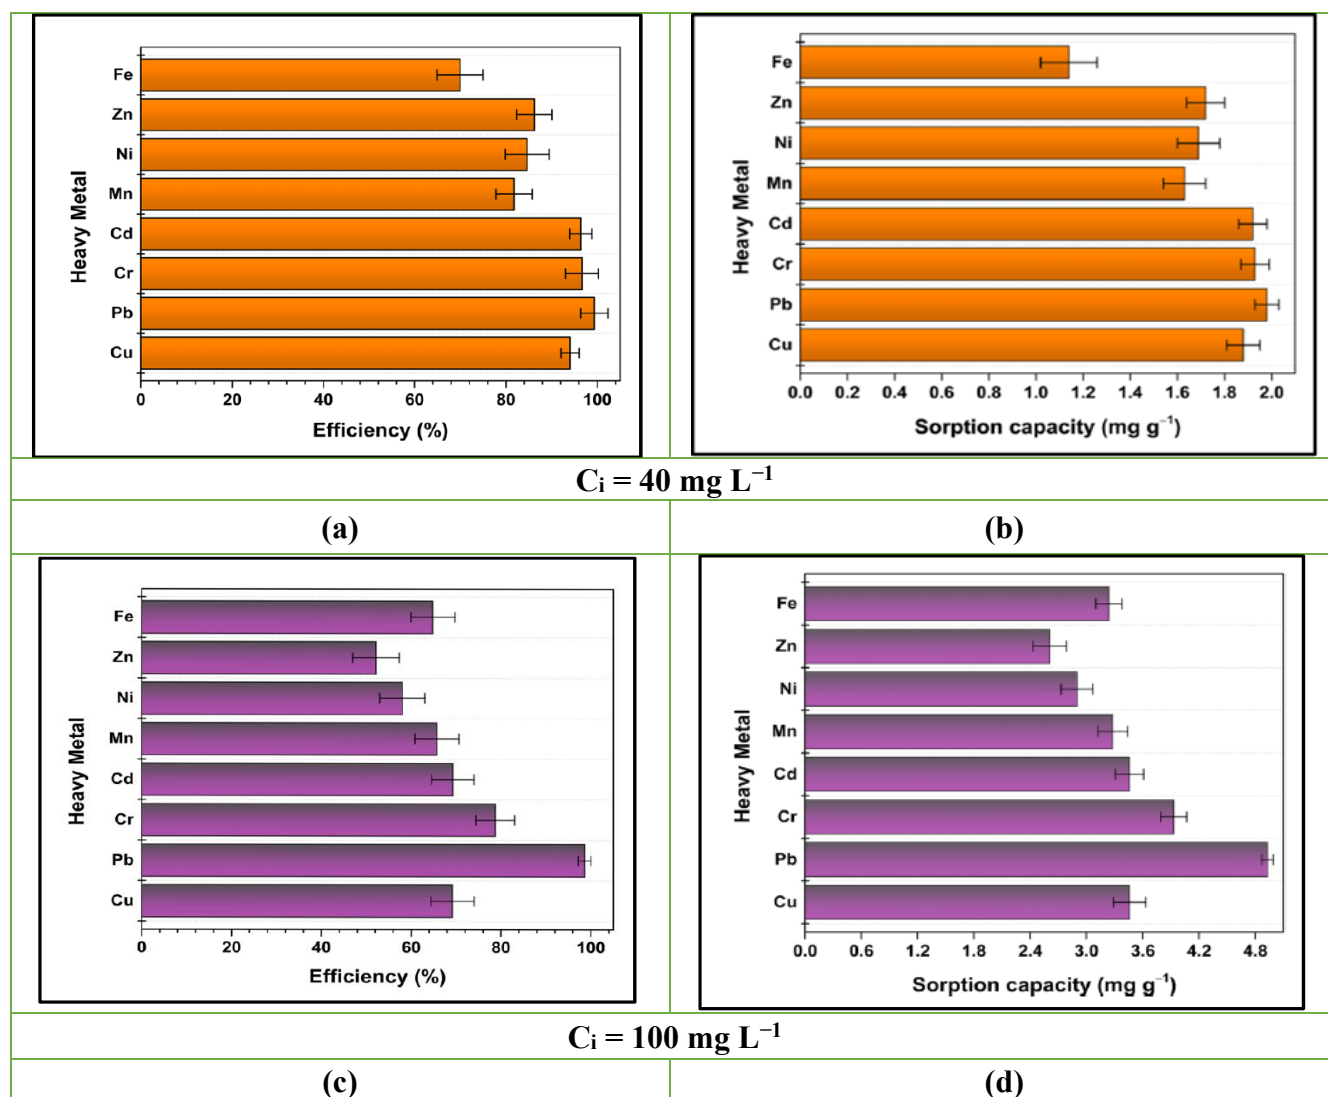 Heavy Metal
Fe
Zn
Ni
Mn
Cd
Cr
Pb
Cu
0 20 40 60 80 100
Efficiency (%)
Heavy Metal
Fe
Zn
Ni
Mn
Cd
Cr
Pb
Cu
0.0 0.2 0.4 0.6 0.8 1.0 1.2 1.4 1.6 1.8 2.0
Sorption capacity (mg g⁻¹)
Cᵢ = 40 mg L⁻¹
(a) (b)
Heavy Metal
Fe
Zn
Ni
Mn
Cd
Cr
Pb
Cu
0 20 40 60 80 100
Efficiency (%)
Heavy Metal
Fe
Zn
Ni
Mn
Cd
Cr
Pb
Cu
0.0 0.6 1.2 1.8 2.4 3.0 3.6 4.2 4.8
Sorption capacity (mg g⁻¹)
Cᵢ = 100 mg L⁻¹
(c) (d)